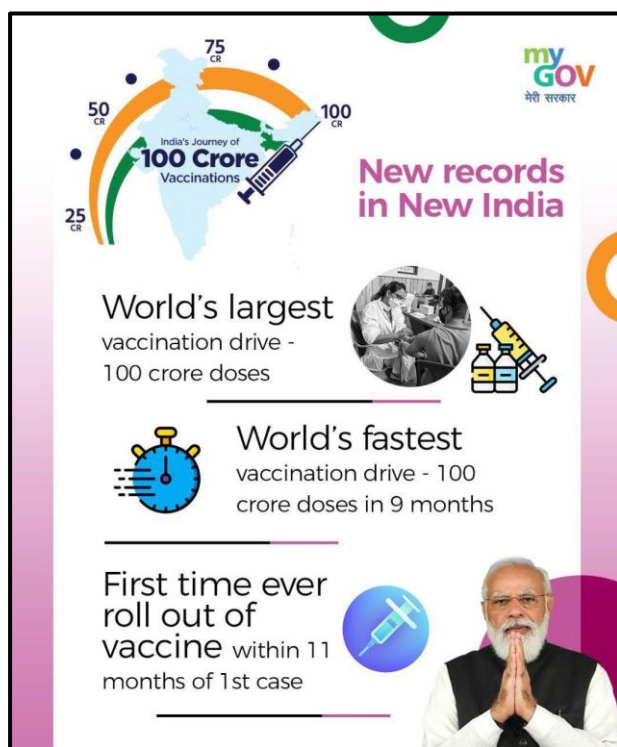 75
CR
50
CR
100
CR
25
CR
India's Journey of
100 Crore
Vaccinations
my
GOV
मेरी सरकार
New records
in New India
World's largest
vaccination drive -
100 crore doses
World's fastest
vaccination drive - 100
crore doses in 9 months
First time ever
roll out of
vaccine within 11
months of 1st case